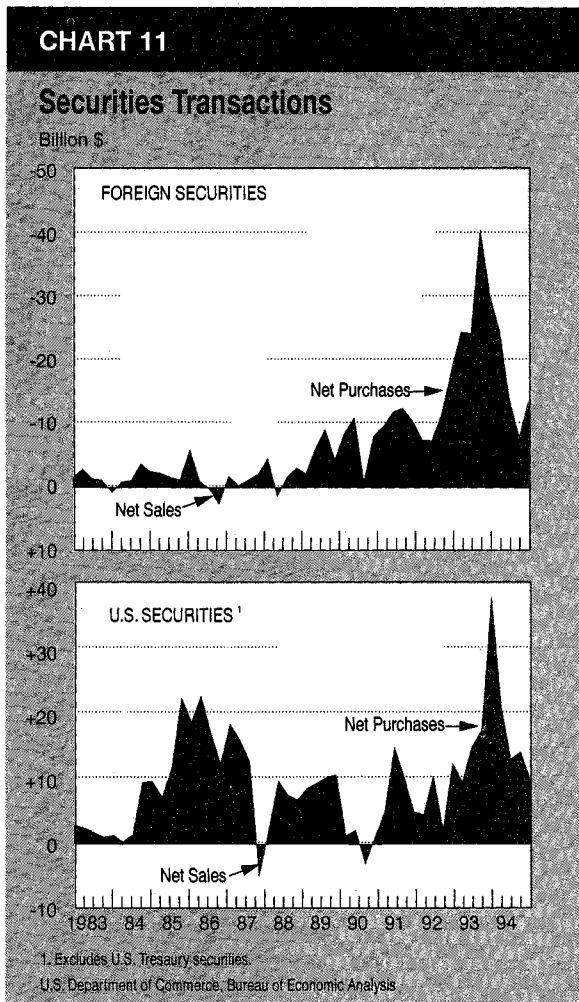 CHART 11
Securities Transactions
Billion $
-50
FOREIGN SECURITIES
-40
-30
-20
Net Purchases
-10
0
Net Sales
+10
+40
U.S. SECURITIES ¹
+30
+20
Net Purchases
+10
0
Net Sales
-10
1983 84 85 86 87 88 89 90 91 92 93 94
1. Excludes U.S. Treasury securities.
U.S. Department of Commerce, Bureau of Economic Analysis